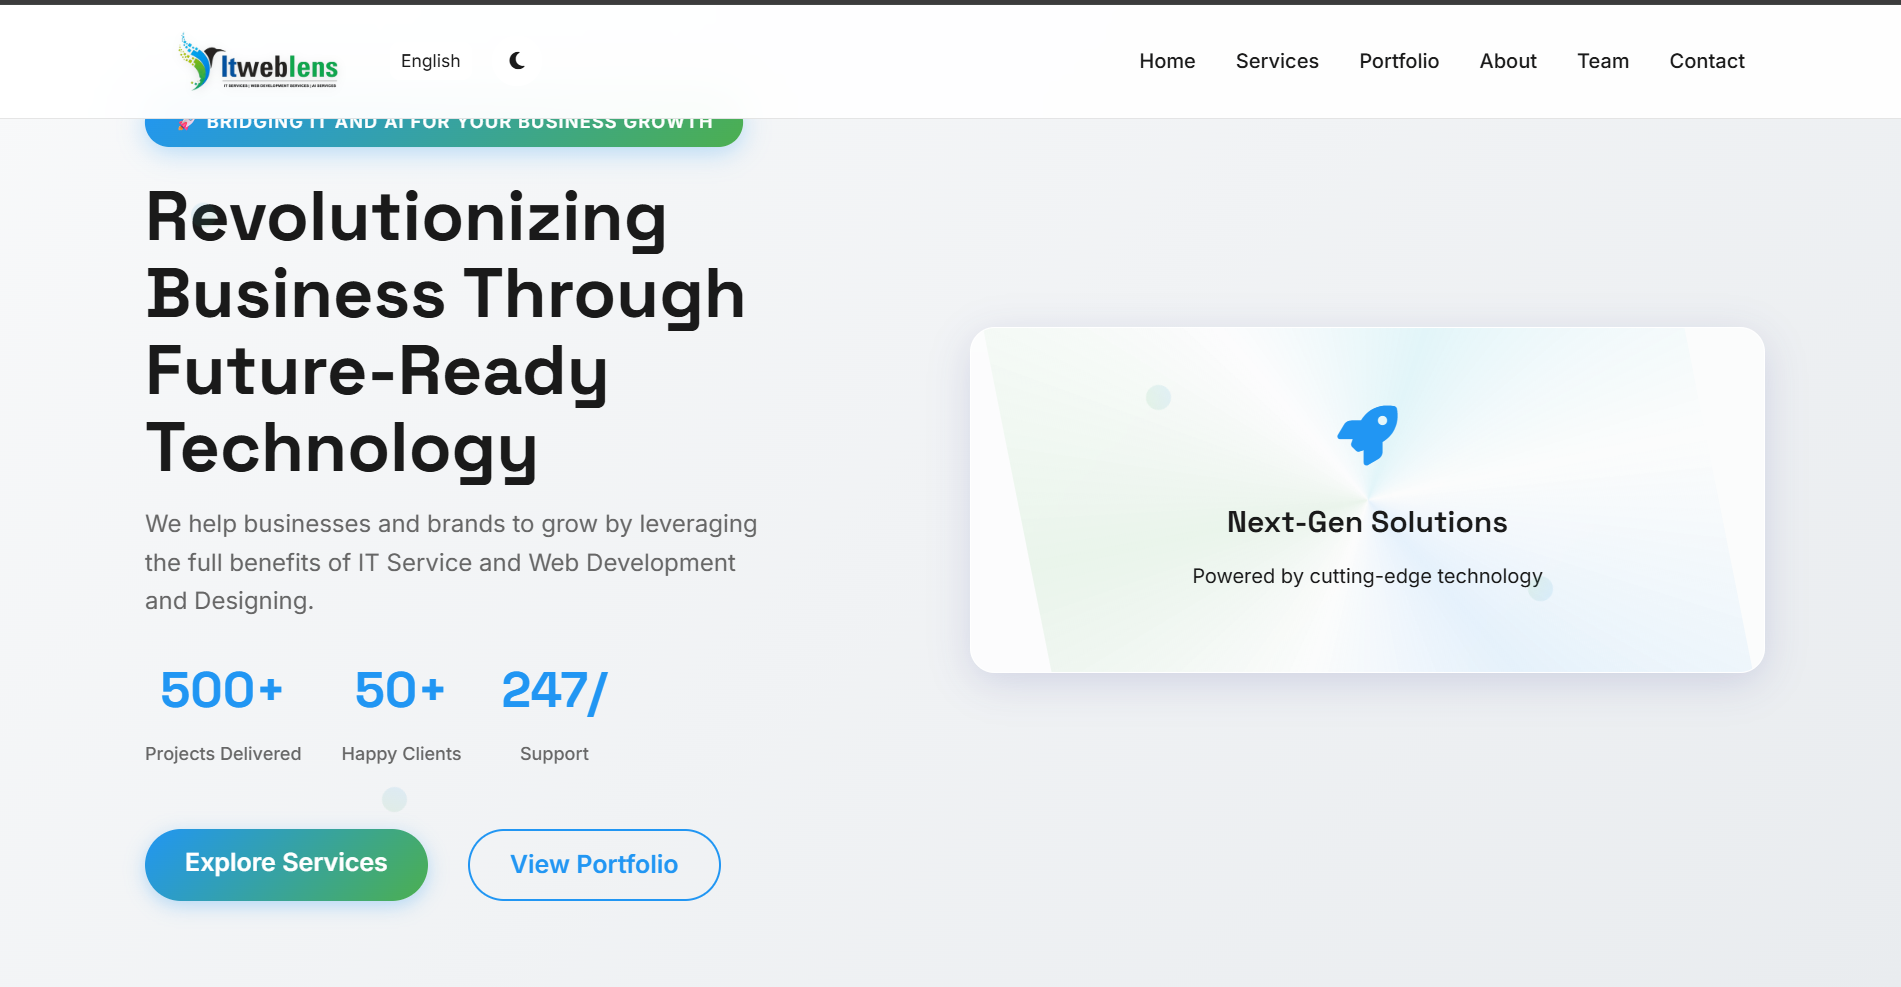 Itweblens
IT SERVICES | WEB DEVELOPMENT SERVICES | AI SERVICES
English
Home
Services
Portfolio
About
Team
Contact
🚀 BRIDGING IT AND AI FOR YOUR BUSINESS GROWTH
Revolutionizing
Business Through
Future-Ready
Technology
We help businesses and brands to grow by leveraging
the full benefits of IT Service and Web Development
and Designing.
500+
50+
247/
Projects Delivered
Happy Clients
Support
Explore Services
View Portfolio
Next-Gen Solutions
Powered by cutting-edge technology